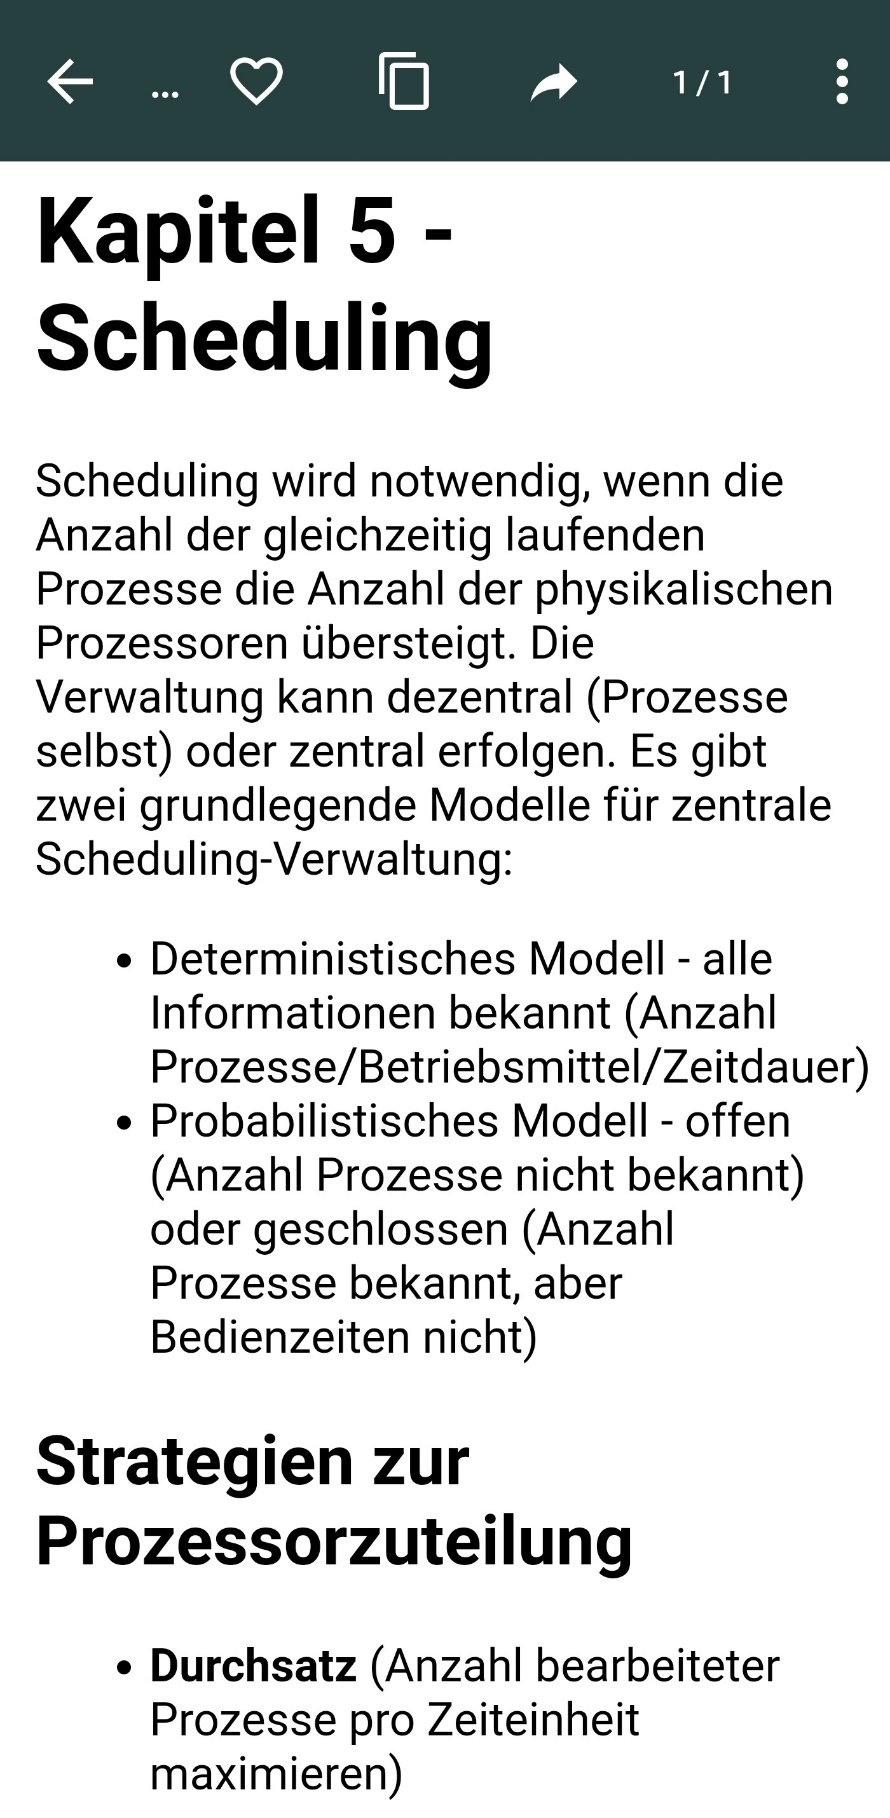 ...
1 / 1
Kapitel 5 -
Scheduling
Scheduling wird notwendig, wenn die
Anzahl der gleichzeitig laufenden
Prozesse die Anzahl der physikalischen
Prozessoren übersteigt. Die
Verwaltung kann dezentral (Prozesse
selbst) oder zentral erfolgen. Es gibt
zwei grundlegende Modelle für zentrale
Scheduling-Verwaltung:
• Deterministisches Modell - alle
Informationen bekannt (Anzahl
Prozesse/Betriebsmittel/Zeitdauer)
• Probabilistisches Modell - offen
(Anzahl Prozesse nicht bekannt)
oder geschlossen (Anzahl
Prozesse bekannt, aber
Bedienzeiten nicht)
Strategien zur
Prozessorzuteilung
• Durchsatz (Anzahl bearbeiteter
Prozesse pro Zeiteinheit
maximieren)